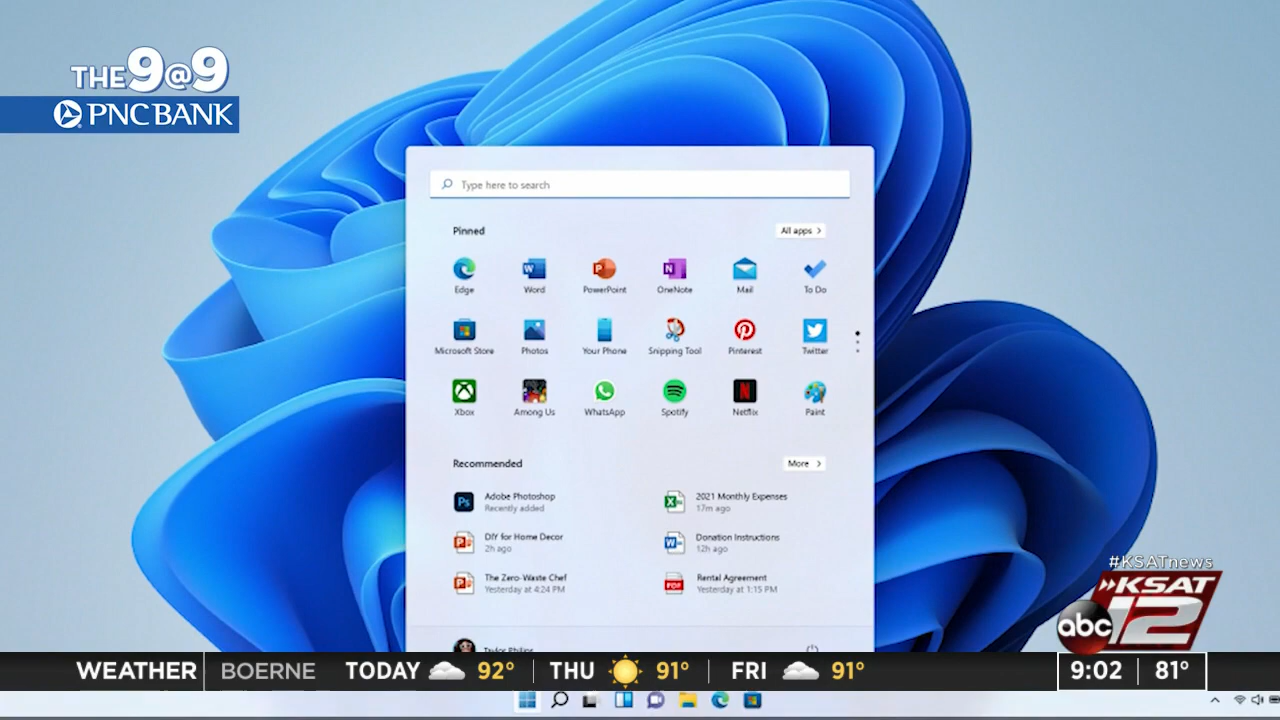 THE 9@9
PNC BANK
Type here to search
Pinned
All apps >
Edge
Word
PowerPoint
OneNote
Mail
To Do
Microsoft Store
Photos
Your Phone
Snipping Tool
Pinterest
Twitter
Xbox
Among Us
WhatsApp
Spotify
Netflix
Paint
Recommended
More >
Adobe Photoshop
Recently added
2021 Monthly Expenses
17m ago
DIY for Home Decor
2h ago
Donation Instructions
12h ago
The Zero-Waste Chef
Yesterday at 4:24 PM
Rental Agreement
Yesterday at 1:15 PM
#KSATnews
KSAT
abc 12
WEATHER BOERNE TODAY 92° THU 91° FRI 91° 9:02 81°